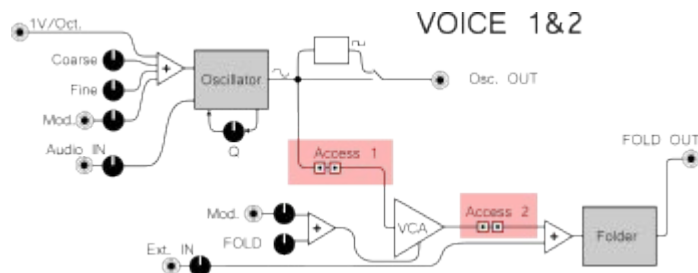 VOICE 1&2
1V/Oct.
Coarse
Fine
Mod.
Audio IN
+
Oscillator
Q
Osc. OUT
Access 1
FOLD OUT
Mod.
FOLD
Ext. IN
+
VCA
Access 2
+
Folder